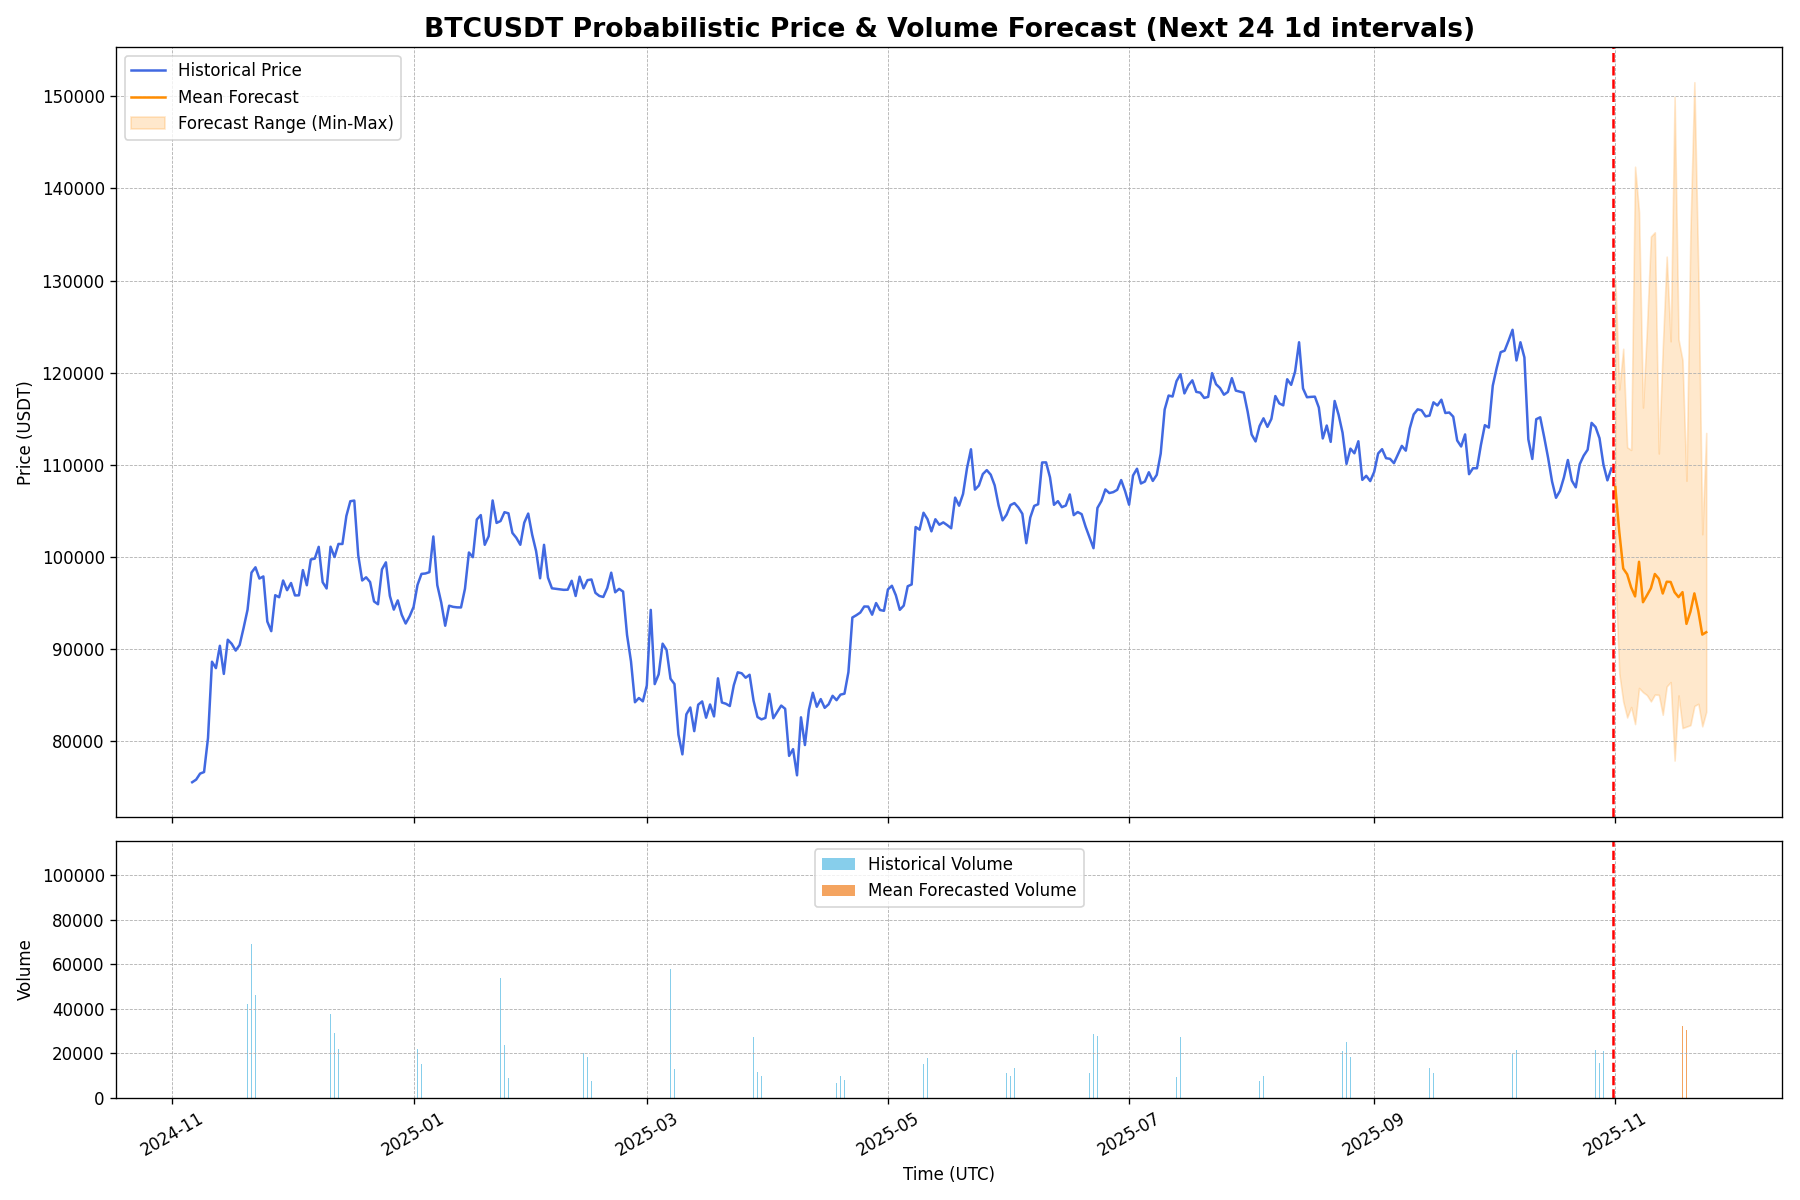 BTCUSDT Probabilistic Price & Volume Forecast (Next 24 1d intervals)
Historical Price
Mean Forecast
Forecast Range (Min-Max)
150000
140000
130000
120000
110000
100000
90000
80000
Price (USDT)
Historical Volume
Mean Forecasted Volume
100000
80000
60000
40000
20000
0
Volume
2024-11
2025-01
2025-03
2025-05
2025-07
2025-09
2025-11
Time (UTC)